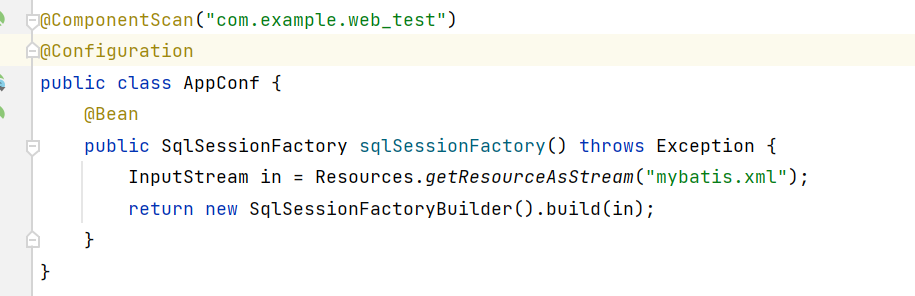 @ComponentScan("com.example.web_test")
@Configuration
public class AppConf {
    @Bean
    public SqlSessionFactory sqlSessionFactory() throws Exception {
        InputStream in = Resources.getResourceAsStream("mybatis.xml");
        return new SqlSessionFactoryBuilder().build(in);
    }
}